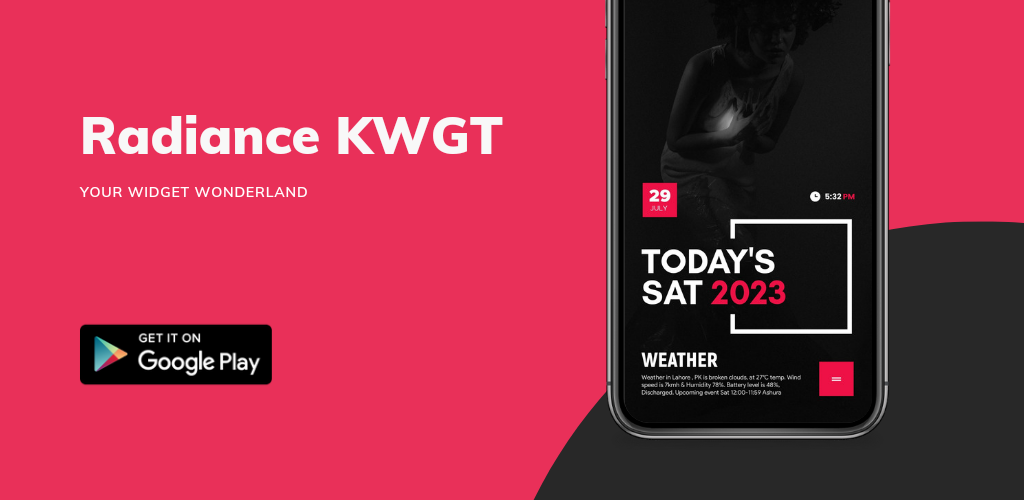 Radiance KWGT
YOUR WIDGET WONDERLAND
GET IT ON
Google Play
29
JULY
5:32 PM
TODAY'S
SAT 2023
WEATHER
Weather in Lahore , PK is broken clouds, at 27°C temp. Wind
speed is 7kmh & Humidity 78%. Battery level is 48%,
Discharged. Upcoming event Sat 12:00-11:59 Ashura